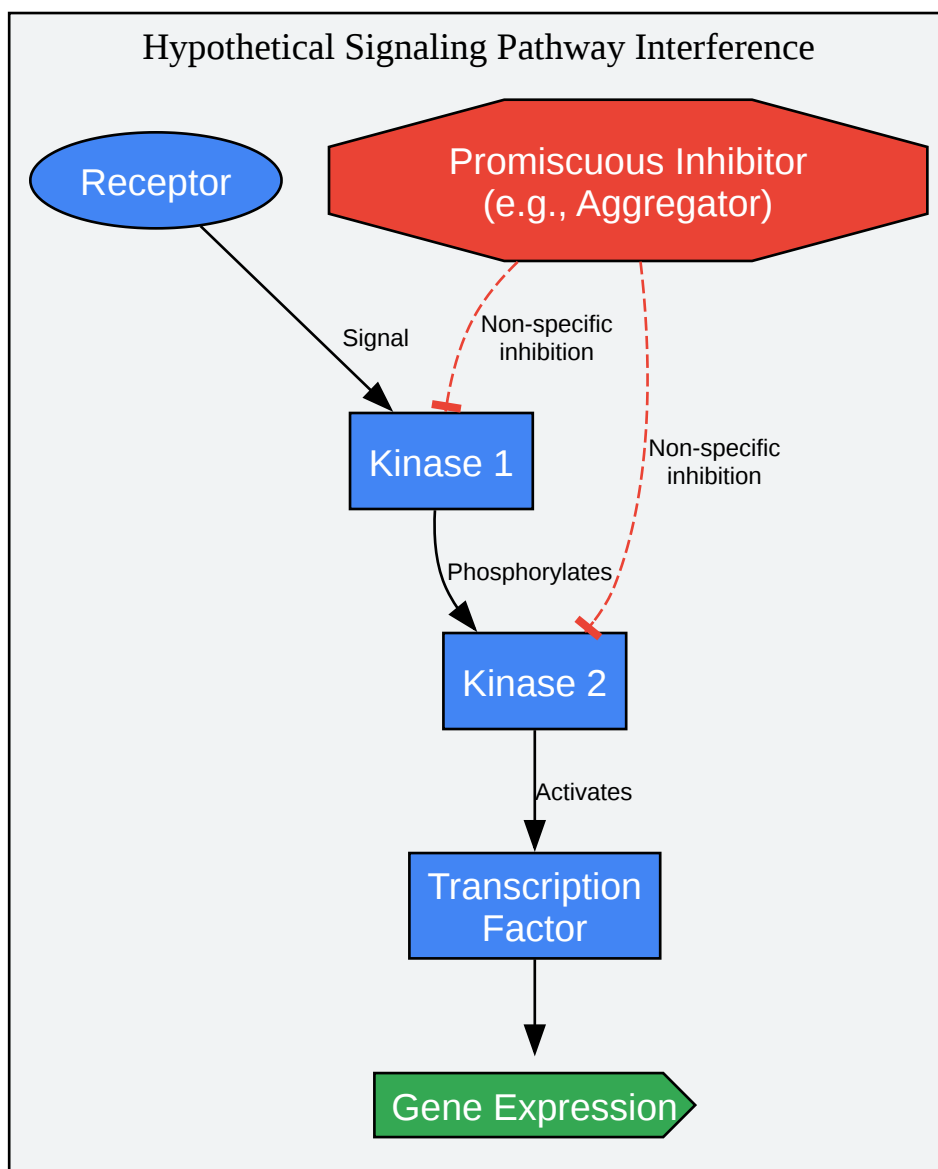 Hypothetical Signaling Pathway Interference
Receptor
Promiscuous Inhibitor
(e.g., Aggregator)
Signal
Non-specific
inhibition
Kinase 1
Non-specific
inhibition
Phosphorylates
Kinase 2
Activates
Transcription
Factor
Gene Expression